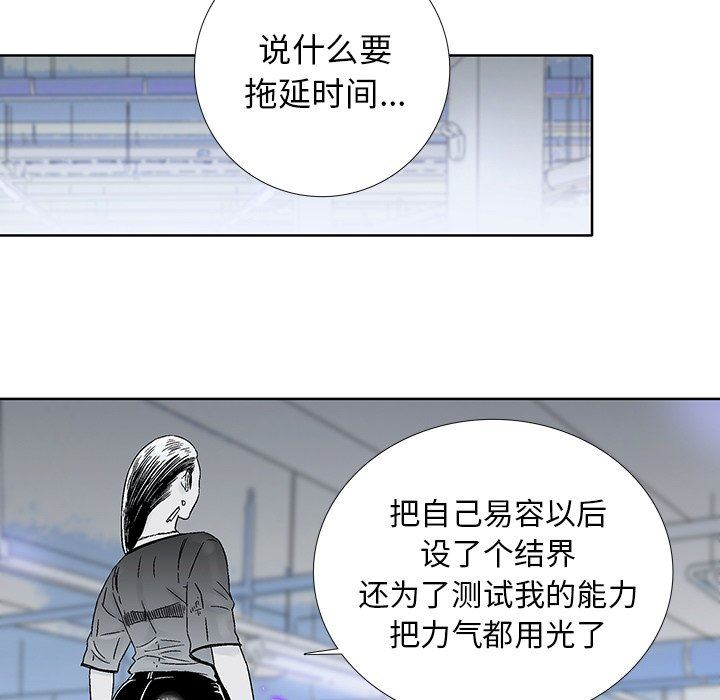 说什么要
拖延时间...
把自己易容以后
设了个结界
还为了测试我的能力
把力气都用光了